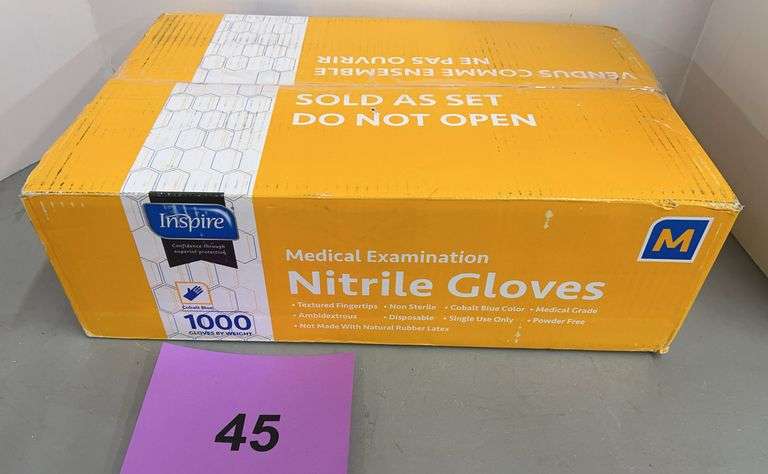 VENDUS COMME ENSEMBLE
NE PAS OUVRIR
SOLD AS SET
DO NOT OPEN
Inspire
Confidence through
superior protection
Cobalt Blue
1000
GLOVES BY WEIGHT
Medical Examination
Nitrile Gloves
• Textured Fingertips • Non Sterile • Cobalt Blue Color • Medical Grade
• Ambidextrous • Disposable • Single Use Only • Powder Free
• Not Made With Natural Rubber Latex
M
45